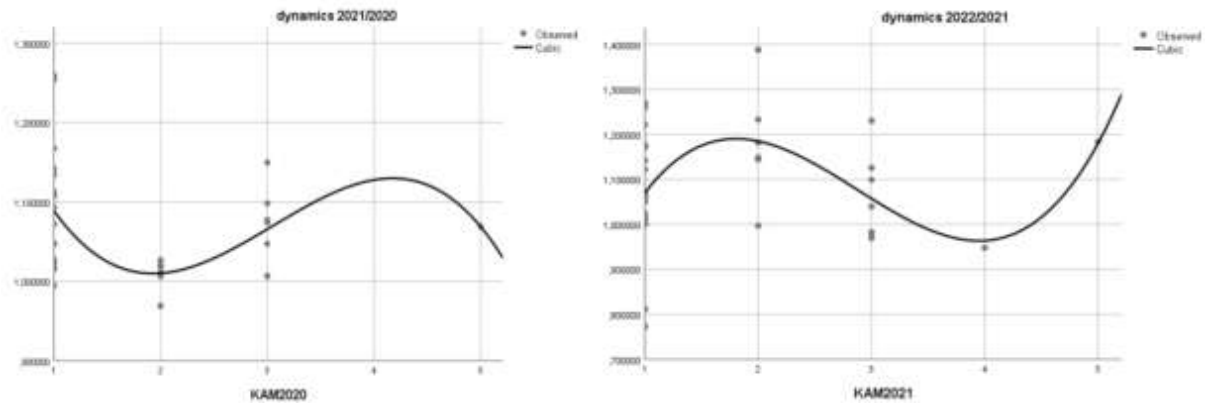 dynamics 2021/2020
Observed
Cubic
1,300000
1,200000
1,100000
1,000000
,900000
1
2
3
4
5
KAM2020
dynamics 2022/2021
Observed
Cubic
1,400000
1,300000
1,200000
1,100000
1,000000
,900000
,800000
,700000
1
2
3
4
5
KAM2021